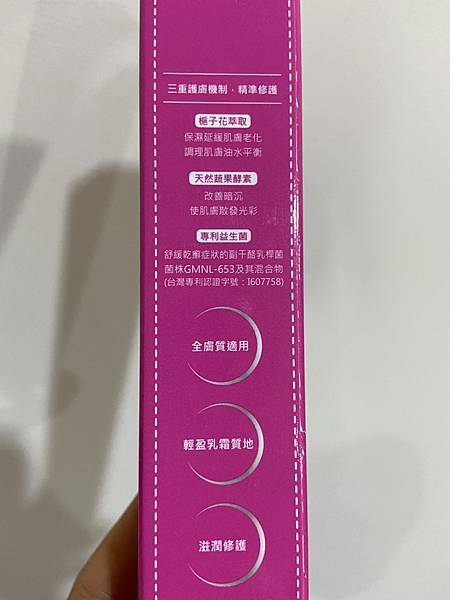 三重護膚機制，精準修護
梔子花萃取
保濕延緩肌膚老化
調理肌膚油水平衡
天然蔬果酵素
改善暗沉
使肌膚散發光彩
專利益生菌
舒緩乾癬症狀的副干酪乳桿菌
菌株GMNL-653及其混合物
(台灣專利認證字號：I607758)
全膚質適用
輕盈乳霜質地
滋潤修護